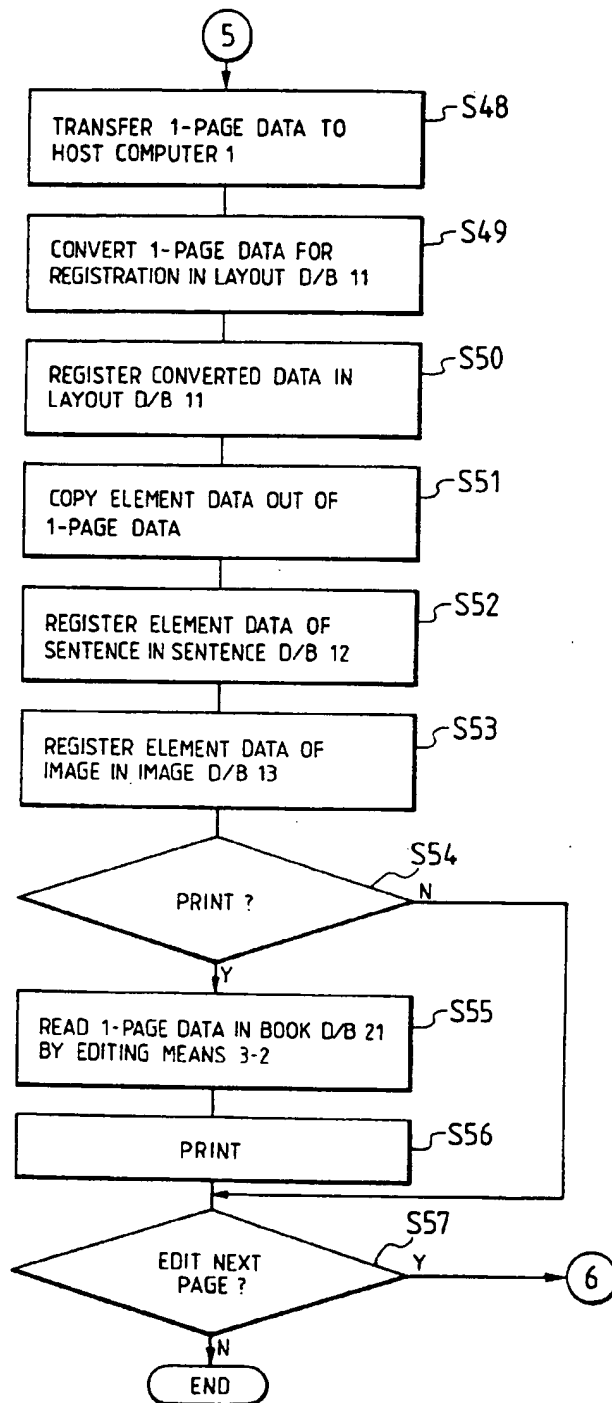 5
TRANSFER 1-PAGE DATA TO
HOST COMPUTER 1
S48
CONVERT 1-PAGE DATA FOR
REGISTRATION IN LAYOUT D/B 11
S49
REGISTER CONVERTED DATA IN
LAYOUT D/B 11
S50
COPY ELEMENT DATA OUT OF
1-PAGE DATA
S51
REGISTER ELEMENT DATA OF
SENTENCE IN SENTENCE D/B 12
S52
REGISTER ELEMENT DATA OF
IMAGE IN IMAGE D/B 13
S53
PRINT ?
S54
N
Y
READ 1-PAGE DATA IN BOOK D/B 21
BY EDITING MEANS 3-2
S55
PRINT
S56
EDIT NEXT
PAGE ?
S57
Y
6
N
END